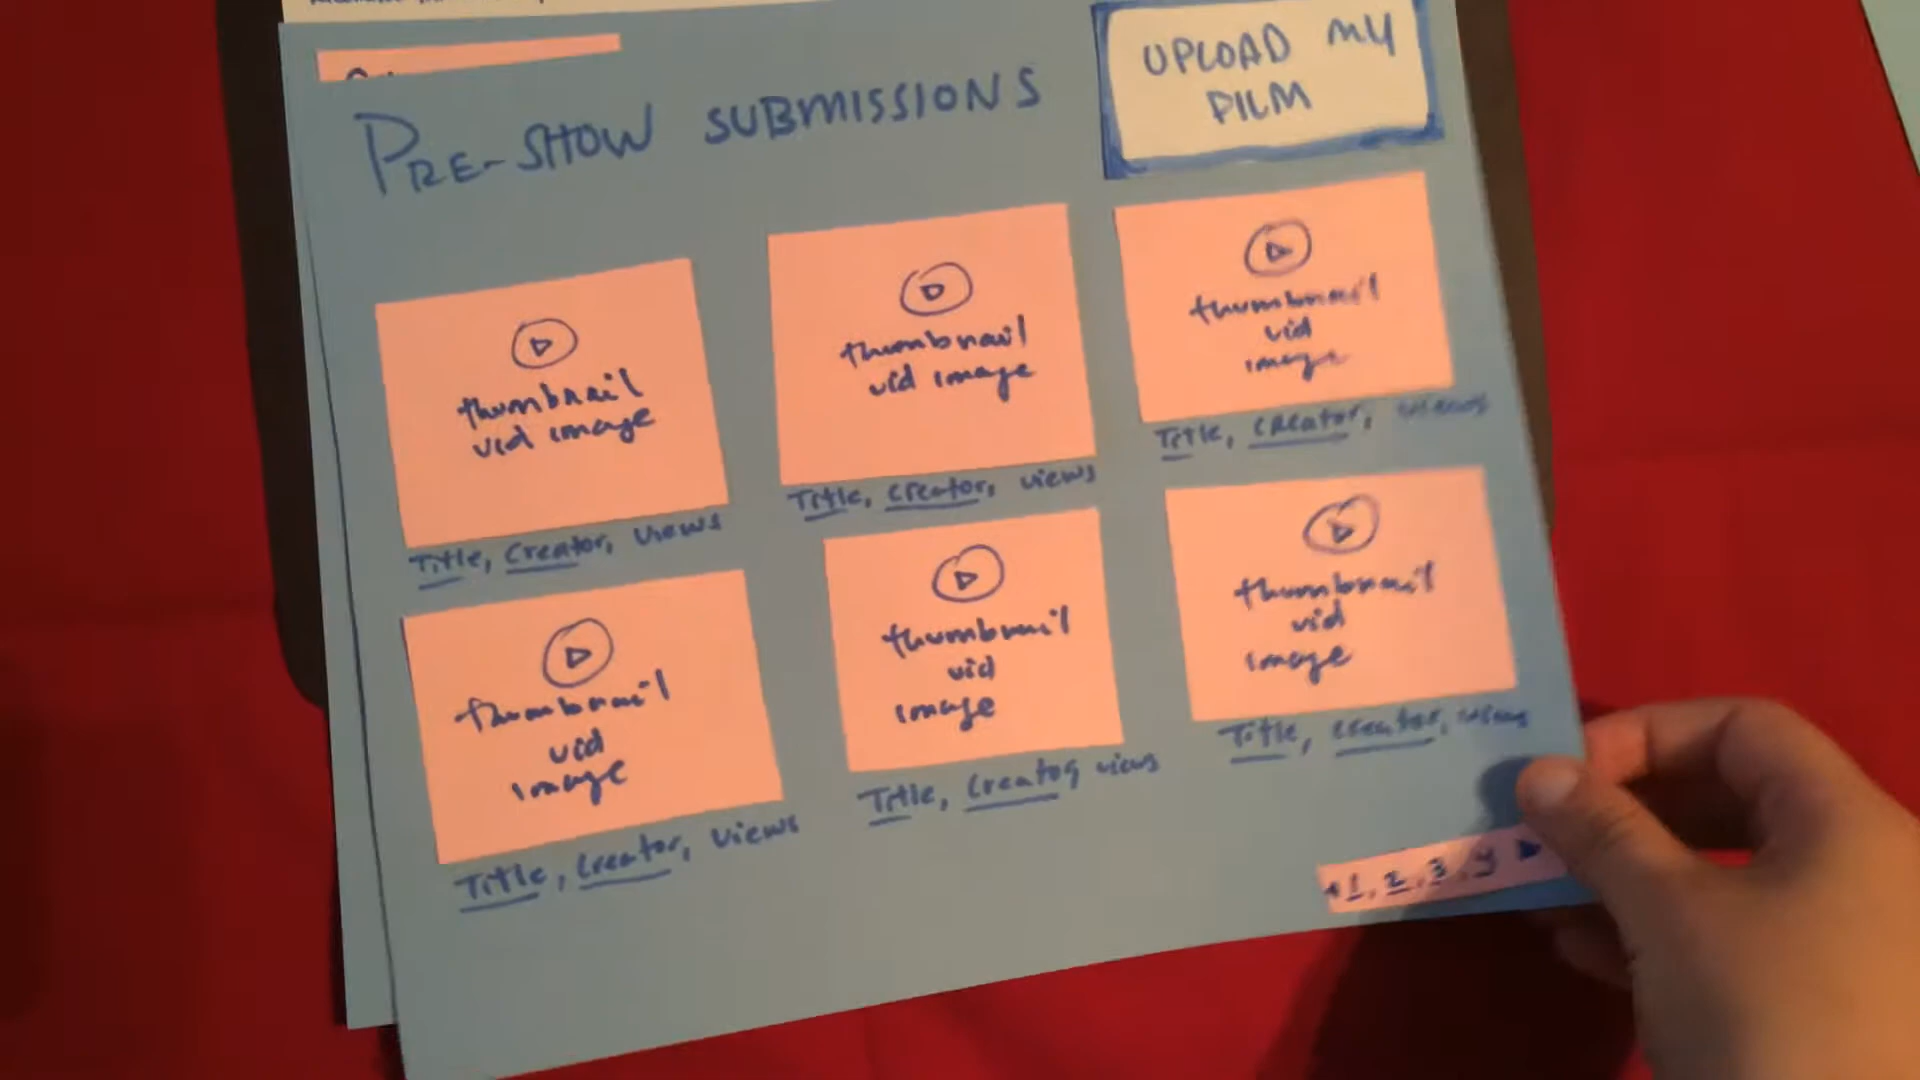 PRE-SHOW SUBMISSIONS
UPLOAD MY
FILM
thumbnail
vid image
Title, Creator, views
thumbnail
vid image
Title, Creator, views
thumbnail
vid
image
Title, creator, views
thumbnail
vid
image
Title, Creator, views
thumbnail
vid
image
Title, Creator, views
thumbnail
vid
image
Title, creator, views
1, 2, 3, 4